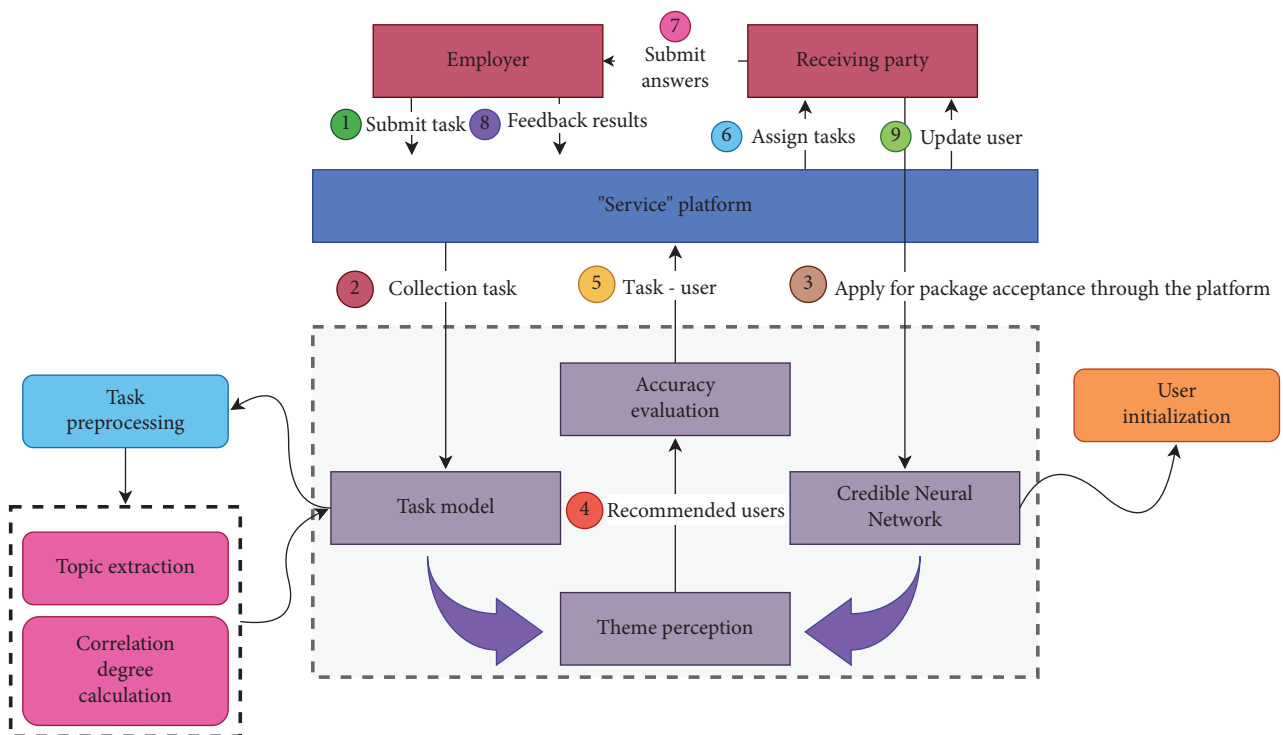 7
Employer
Submit
answers
Receiving party
1
Submit task
8
Feedback results
6
Assign tasks
9
Update user
"Service" platform
2
Collection task
5
Task - user
3
Apply for package acceptance through the platform
Task
preprocessing
Accuracy
evaluation
User
initialization
Task model
4
Recommended users
Credible Neural
Network
Topic extraction
Theme perception
Correlation
degree
calculation